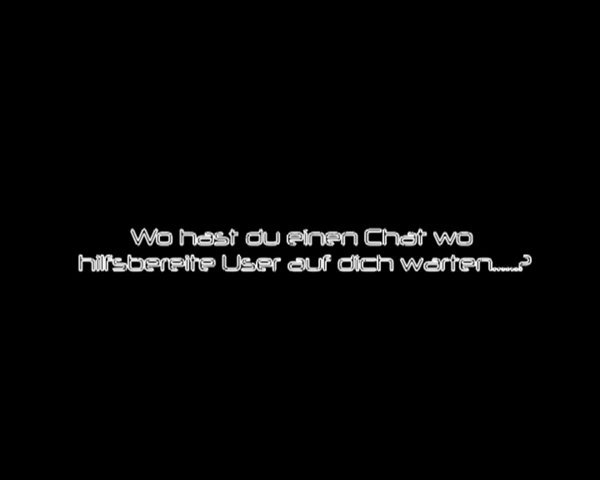 Wo hast du einen Chat wo
hilfsbereite User auf dich warten......?